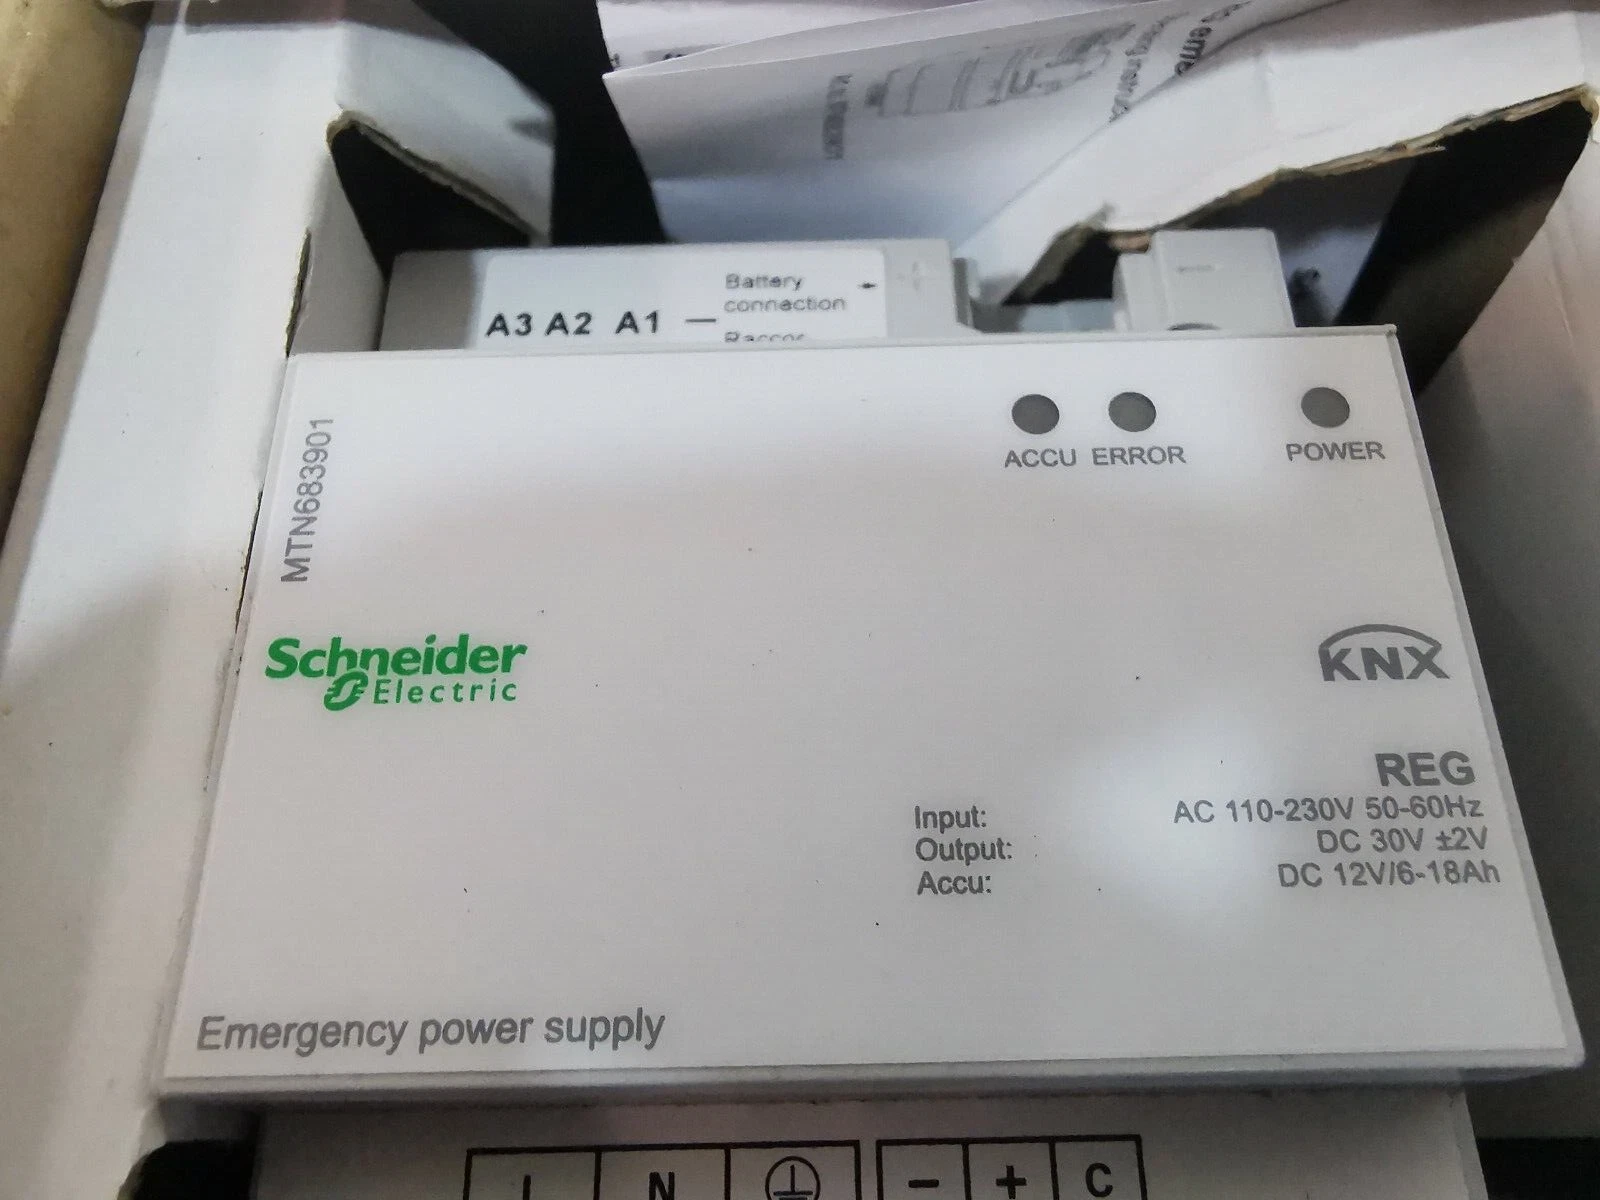 Battery
connection
A3 A2 A1 —
MTN683901
ACCU ERROR POWER
Schneider
Electric
KNX
REG
Input: AC 110-230V 50-60Hz
Output: DC 30V ±2V
Accu: DC 12V/6-18Ah
Emergency power supply
L N - + C